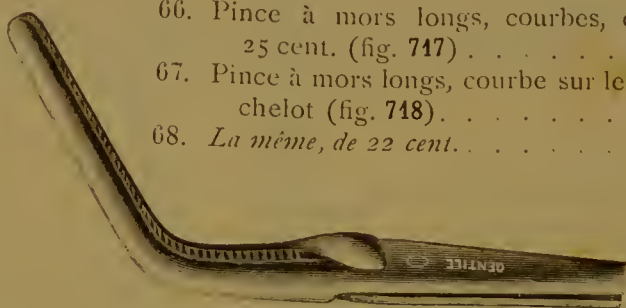 66. Pince à mors longs, courbes,
25 cent. (fig. 717) . . . . . .
67. Pince à mors longs, courbe sur le
chelot (fig. 718). . . . . . . .
68. La même, de 22 cent. . . . . .
GENTILE